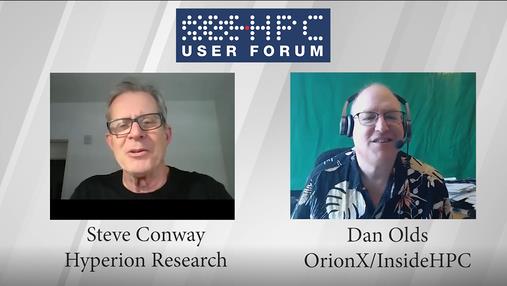 HPC
USER FORUM
Steve Conway
Hyperion Research
Dan Olds
OrionX/InsideHPC